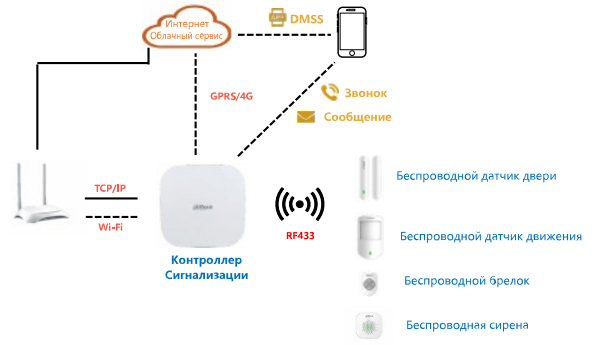 Интернет
Облачный сервис
DMSS
GPRS/4G
Звонок
Сообщение
TCP/IP
Wi-Fi
alhua
RF433
Контроллер
Сигнализации
Беспроводной датчик двери
Беспроводной датчик движения
Беспроводной брелок
Беспроводная сирена